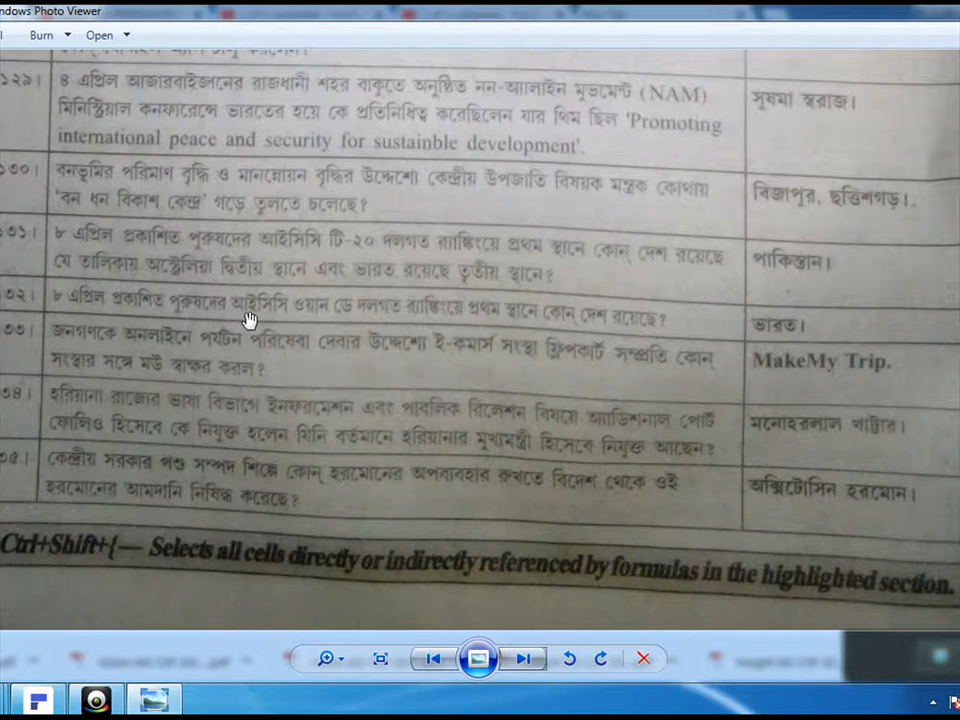 ndows Photo Viewer
Burn Open
১২৯। ৪ এপ্রিল আজারবাইজানের রাজধানী শহর বাকুতে অনুষ্ঠিত নন-অ্যালাইন মুভমেন্ট (NAM)
মিনিস্ট্রিয়াল কনফারেন্সে ভারতের হয়ে কে প্রতিনিধিত্ব করেছিলেন যার থিম ছিল 'Promoting
international peace and security for sustainble development'.
সুষমা স্বরাজ।
১৩০। বনভূমির পরিমাণ বৃদ্ধি ও মানোন্নয়ন বৃদ্ধির উদ্দেশ্যে কেন্দ্রীয় উপজাতি বিষয়ক মন্ত্রক কোথায়
'বন ধন বিকাশ কেন্দ্র' গড়ে তুলতে চলেছে?
বিজাপুর, ছত্তিশগড়।.
৩১। ৮ এপ্রিল প্রকাশিত পুরুষদের আইসিসি টি-২০ দলগত র‍্যাঙ্কিংয়ে প্রথম স্থানে কোন্ দেশ রয়েছে
যে তালিকায় অস্ট্রেলিয়া দ্বিতীয় স্থানে এবং ভারত রয়েছে তৃতীয় স্থানে?
পাকিস্তান।
৩২। ৮ এপ্রিল প্রকাশিত পুরুষদের আইসিসি ওয়ান ডে দলগত র‍্যাঙ্কিংয়ে প্রথম স্থানে কোন্ দেশ রয়েছে?
ভারত।
৩৩। জনগণকে অনলাইনে পর্যটন পরিষেবা দেবার উদ্দেশ্যে ই-কমার্স সংস্থা ফ্লিপকার্ট সম্প্রতি কোন্
সংস্থার সঙ্গে মউ স্বাক্ষর করল?
MakeMy Trip.
৩৪। হরিয়ানা রাজ্যের ভাষা বিভাগে ইনফরমেশন এবং পাবলিক রিলেশন বিষয়ে অ্যাডিশনাল পোর্ট
ফোলিও হিসেবে কে নিযুক্ত হলেন যিনি বর্তমানে হরিয়ানার মুখ্যমন্ত্রী হিসেবে নিযুক্ত আছেন?
মনোহরলাল খাট্টার।
৩৫। কেন্দ্রীয় সরকার পশু সম্পদ শিল্পে কোন্ হরমোনের অপব্যবহার রুখতে বিদেশ থেকে ওই
হরমোনের আমদানি নিষিদ্ধ করেছে?
অক্সিটোসিন হরমোন।
Ctrl+Shift+{— Selects all cells directly or indirectly referenced by formulas in the highlighted section.